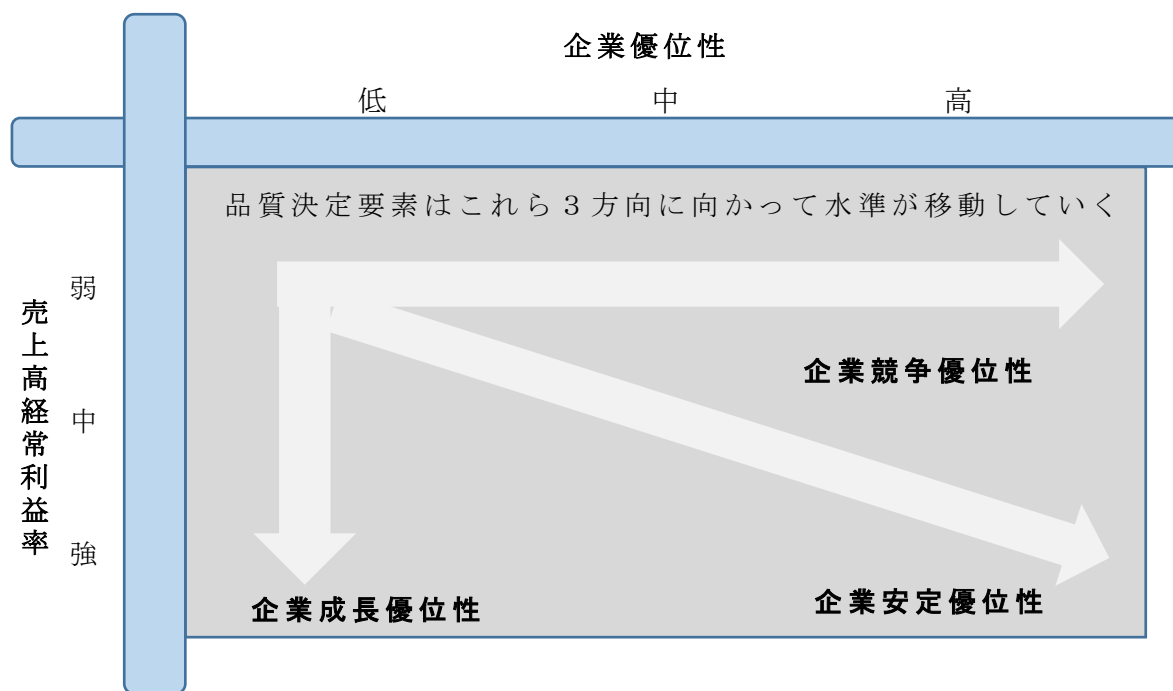 企業優位性
低 中 高
品質決定要素はこれら３方向に向かって水準が移動していく
売上高経常利益率
弱
中
強
企業競争優位性
企業成長優位性
企業安定優位性